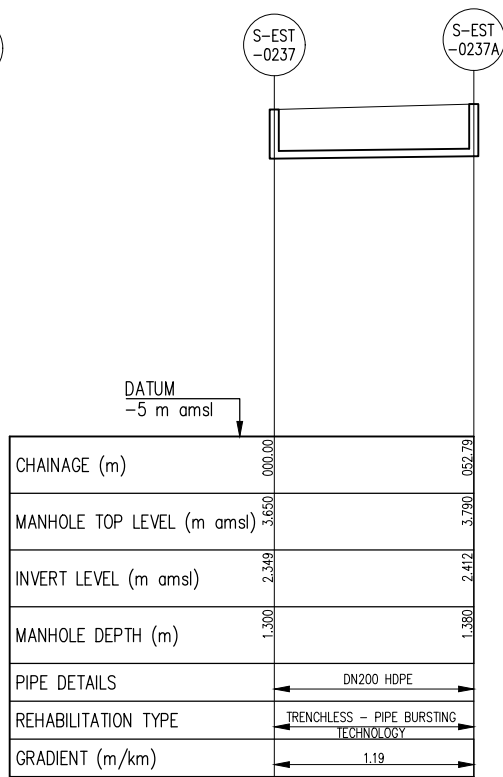 S-EST
-0237
S-EST
-0237A
DATUM
-5 m amsl
CHAINAGE (m) 000.00 052.79
MANHOLE TOP LEVEL (m amsl) 3.650 3.790
INVERT LEVEL (m amsl) 2.349 2.412
MANHOLE DEPTH (m) 1.300 1.380
PIPE DETAILS DN200 HDPE
REHABILITATION TYPE TRENCHLESS - PIPE BURSTING
TECHNOLOGY
GRADIENT (m/km) 1.19